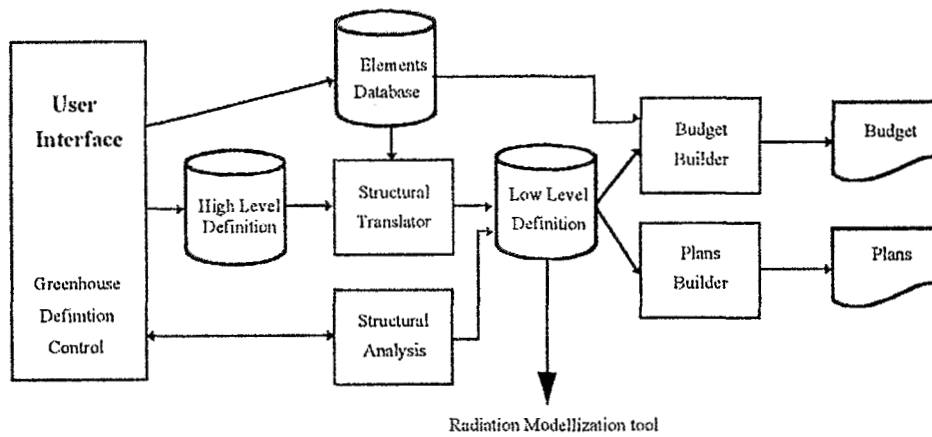 User
Interface
Greenhouse
Definition
Control
Elements
Database
High Level
Definition
Structural
Translator
Structural
Analysis
Low Level
Definition
Budget
Builder
Budget
Plans
Builder
Plans
Radiation Modellization tool